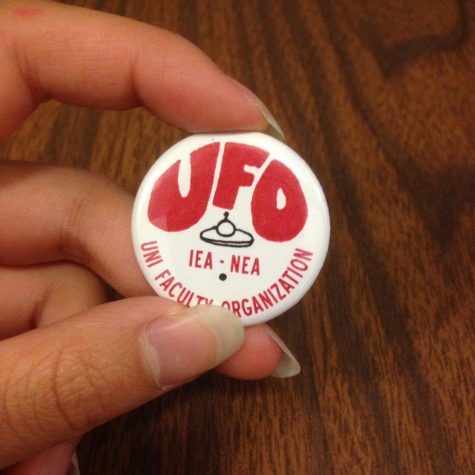 UFO
IEA - NEA
UNI FACULTY ORGANIZATION